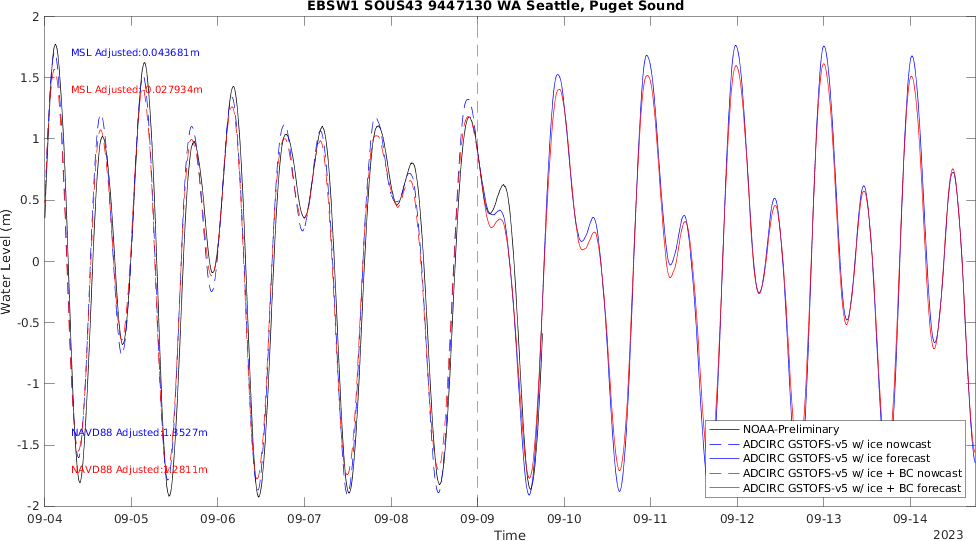 EBSW1 SOUS43 9447130 WA Seattle, Puget Sound
2
1.5
1
0.5
0
-0.5
-1
-1.5
-2
Water Level (m)
MSL Adjusted:0.043681m
MSL Adjusted:-0.027934m
NAVD88 Adjusted:1.3527m
NAVD88 Adjusted:1.2811m
NOAA-Preliminary
ADCIRC GSTOFS-v5 w/ ice nowcast
ADCIRC GSTOFS-v5 w/ ice forecast
ADCIRC GSTOFS-v5 w/ ice + BC nowcast
ADCIRC GSTOFS-v5 w/ ice + BC forecast
09-04 09-05 09-06 09-07 09-08 09-09 09-10 09-11 09-12 09-13 09-14
Time
2023